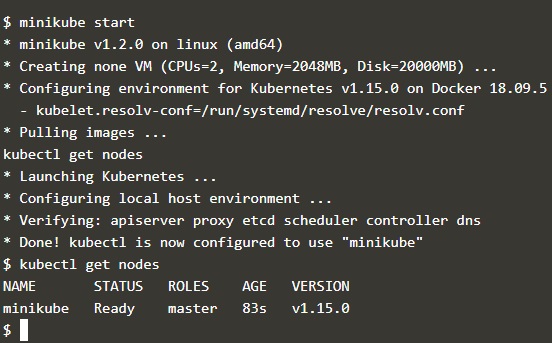 $ minikube start
* minikube v1.2.0 on linux (amd64)
* Creating none VM (CPUs=2, Memory=2048MB, Disk=20000MB) ...
* Configuring environment for Kubernetes v1.15.0 on Docker 18.09.5
  - kubelet.resolv-conf=/run/systemd/resolve/resolv.conf
* Pulling images ...
kubectl get nodes
* Launching Kubernetes ...
* Configuring local host environment ...
* Verifying: apiserver proxy etcd scheduler controller dns
* Done! kubectl is now configured to use "minikube"
$ kubectl get nodes
NAME       STATUS   ROLES    AGE   VERSION
minikube   Ready    master   83s   v1.15.0
$